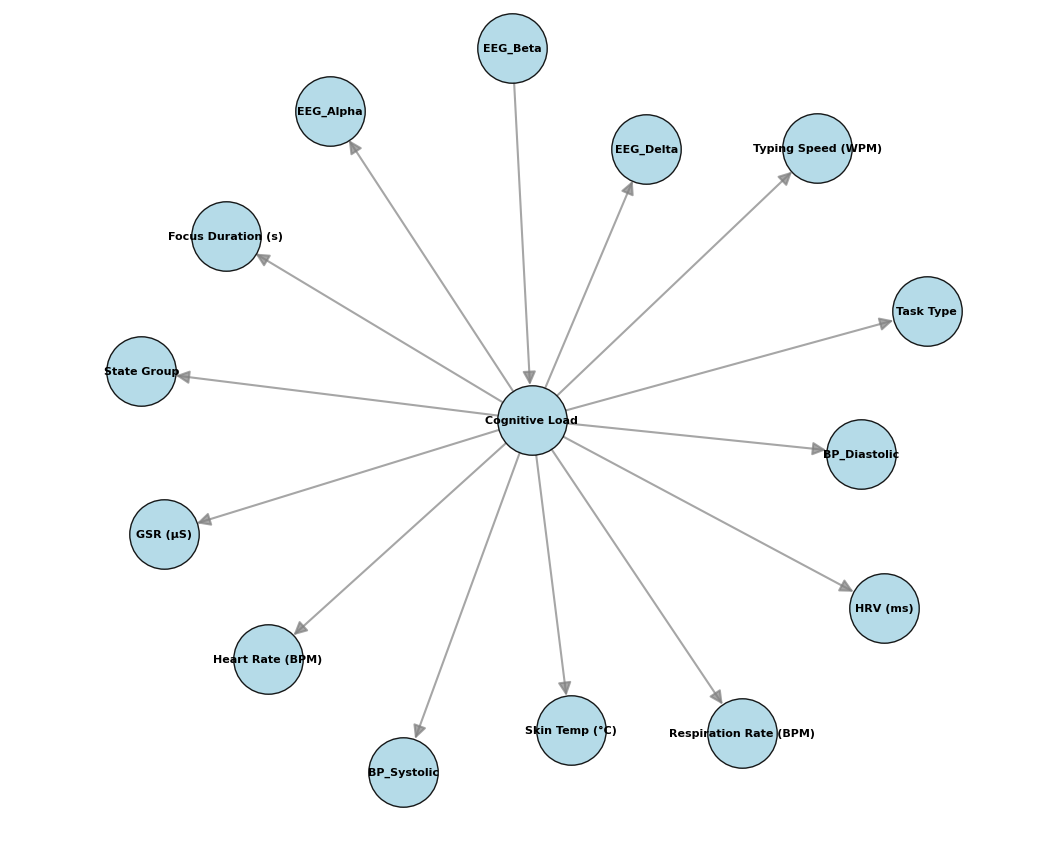 EEG_Beta
EEG_Alpha
EEG_Delta
Typing Speed (WPM)
Focus Duration (s)
Task Type
State Group
Cognitive Load
BP_Diastolic
GSR (µS)
HRV (ms)
Heart Rate (BPM)
Skin Temp (°C)
Respiration Rate (BPM)
BP_Systolic